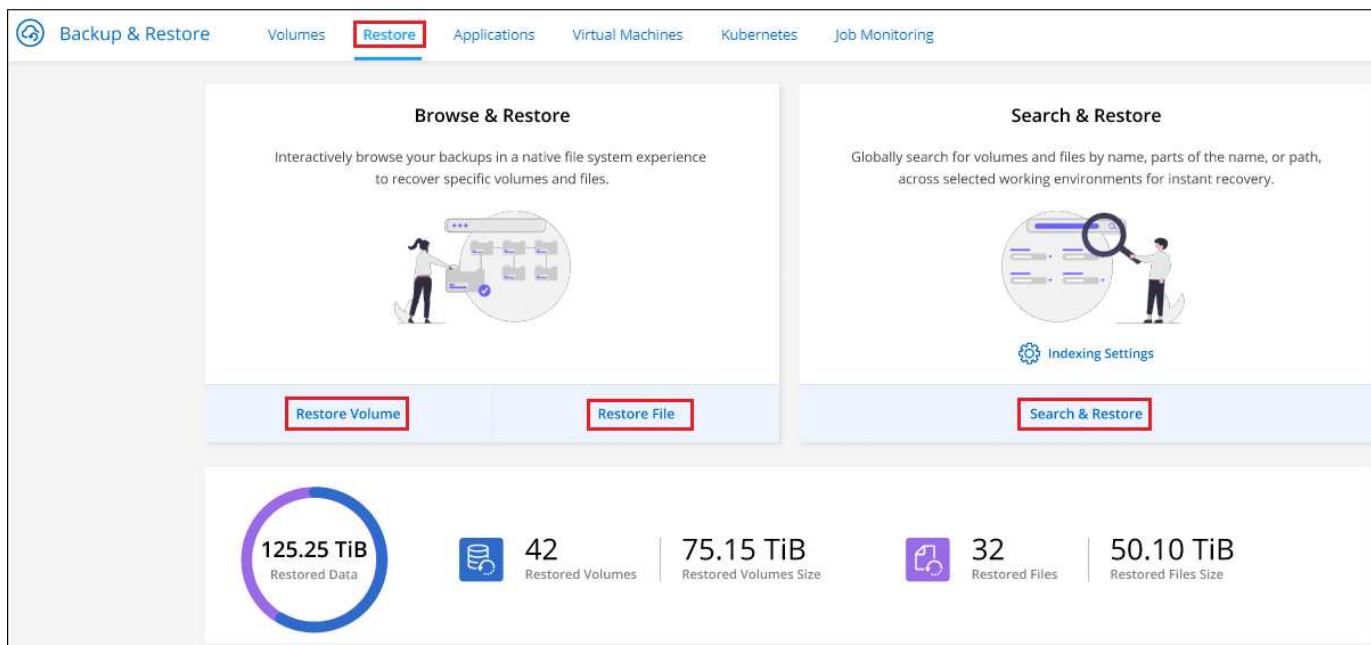 Backup & Restore Volumes Restore Applications Virtual Machines Kubernetes Job Monitoring
Browse & Restore
Interactively browse your backups in a native file system experience
to recover specific volumes and files.
Restore Volume Restore File
Search & Restore
Globally search for volumes and files by name, parts of the name, or path,
across selected working environments for instant recovery.
Indexing Settings
Search & Restore
125.25 TiB
Restored Data
42
Restored Volumes
75.15 TiB
Restored Volumes Size
32
Restored Files
50.10 TiB
Restored Files Size